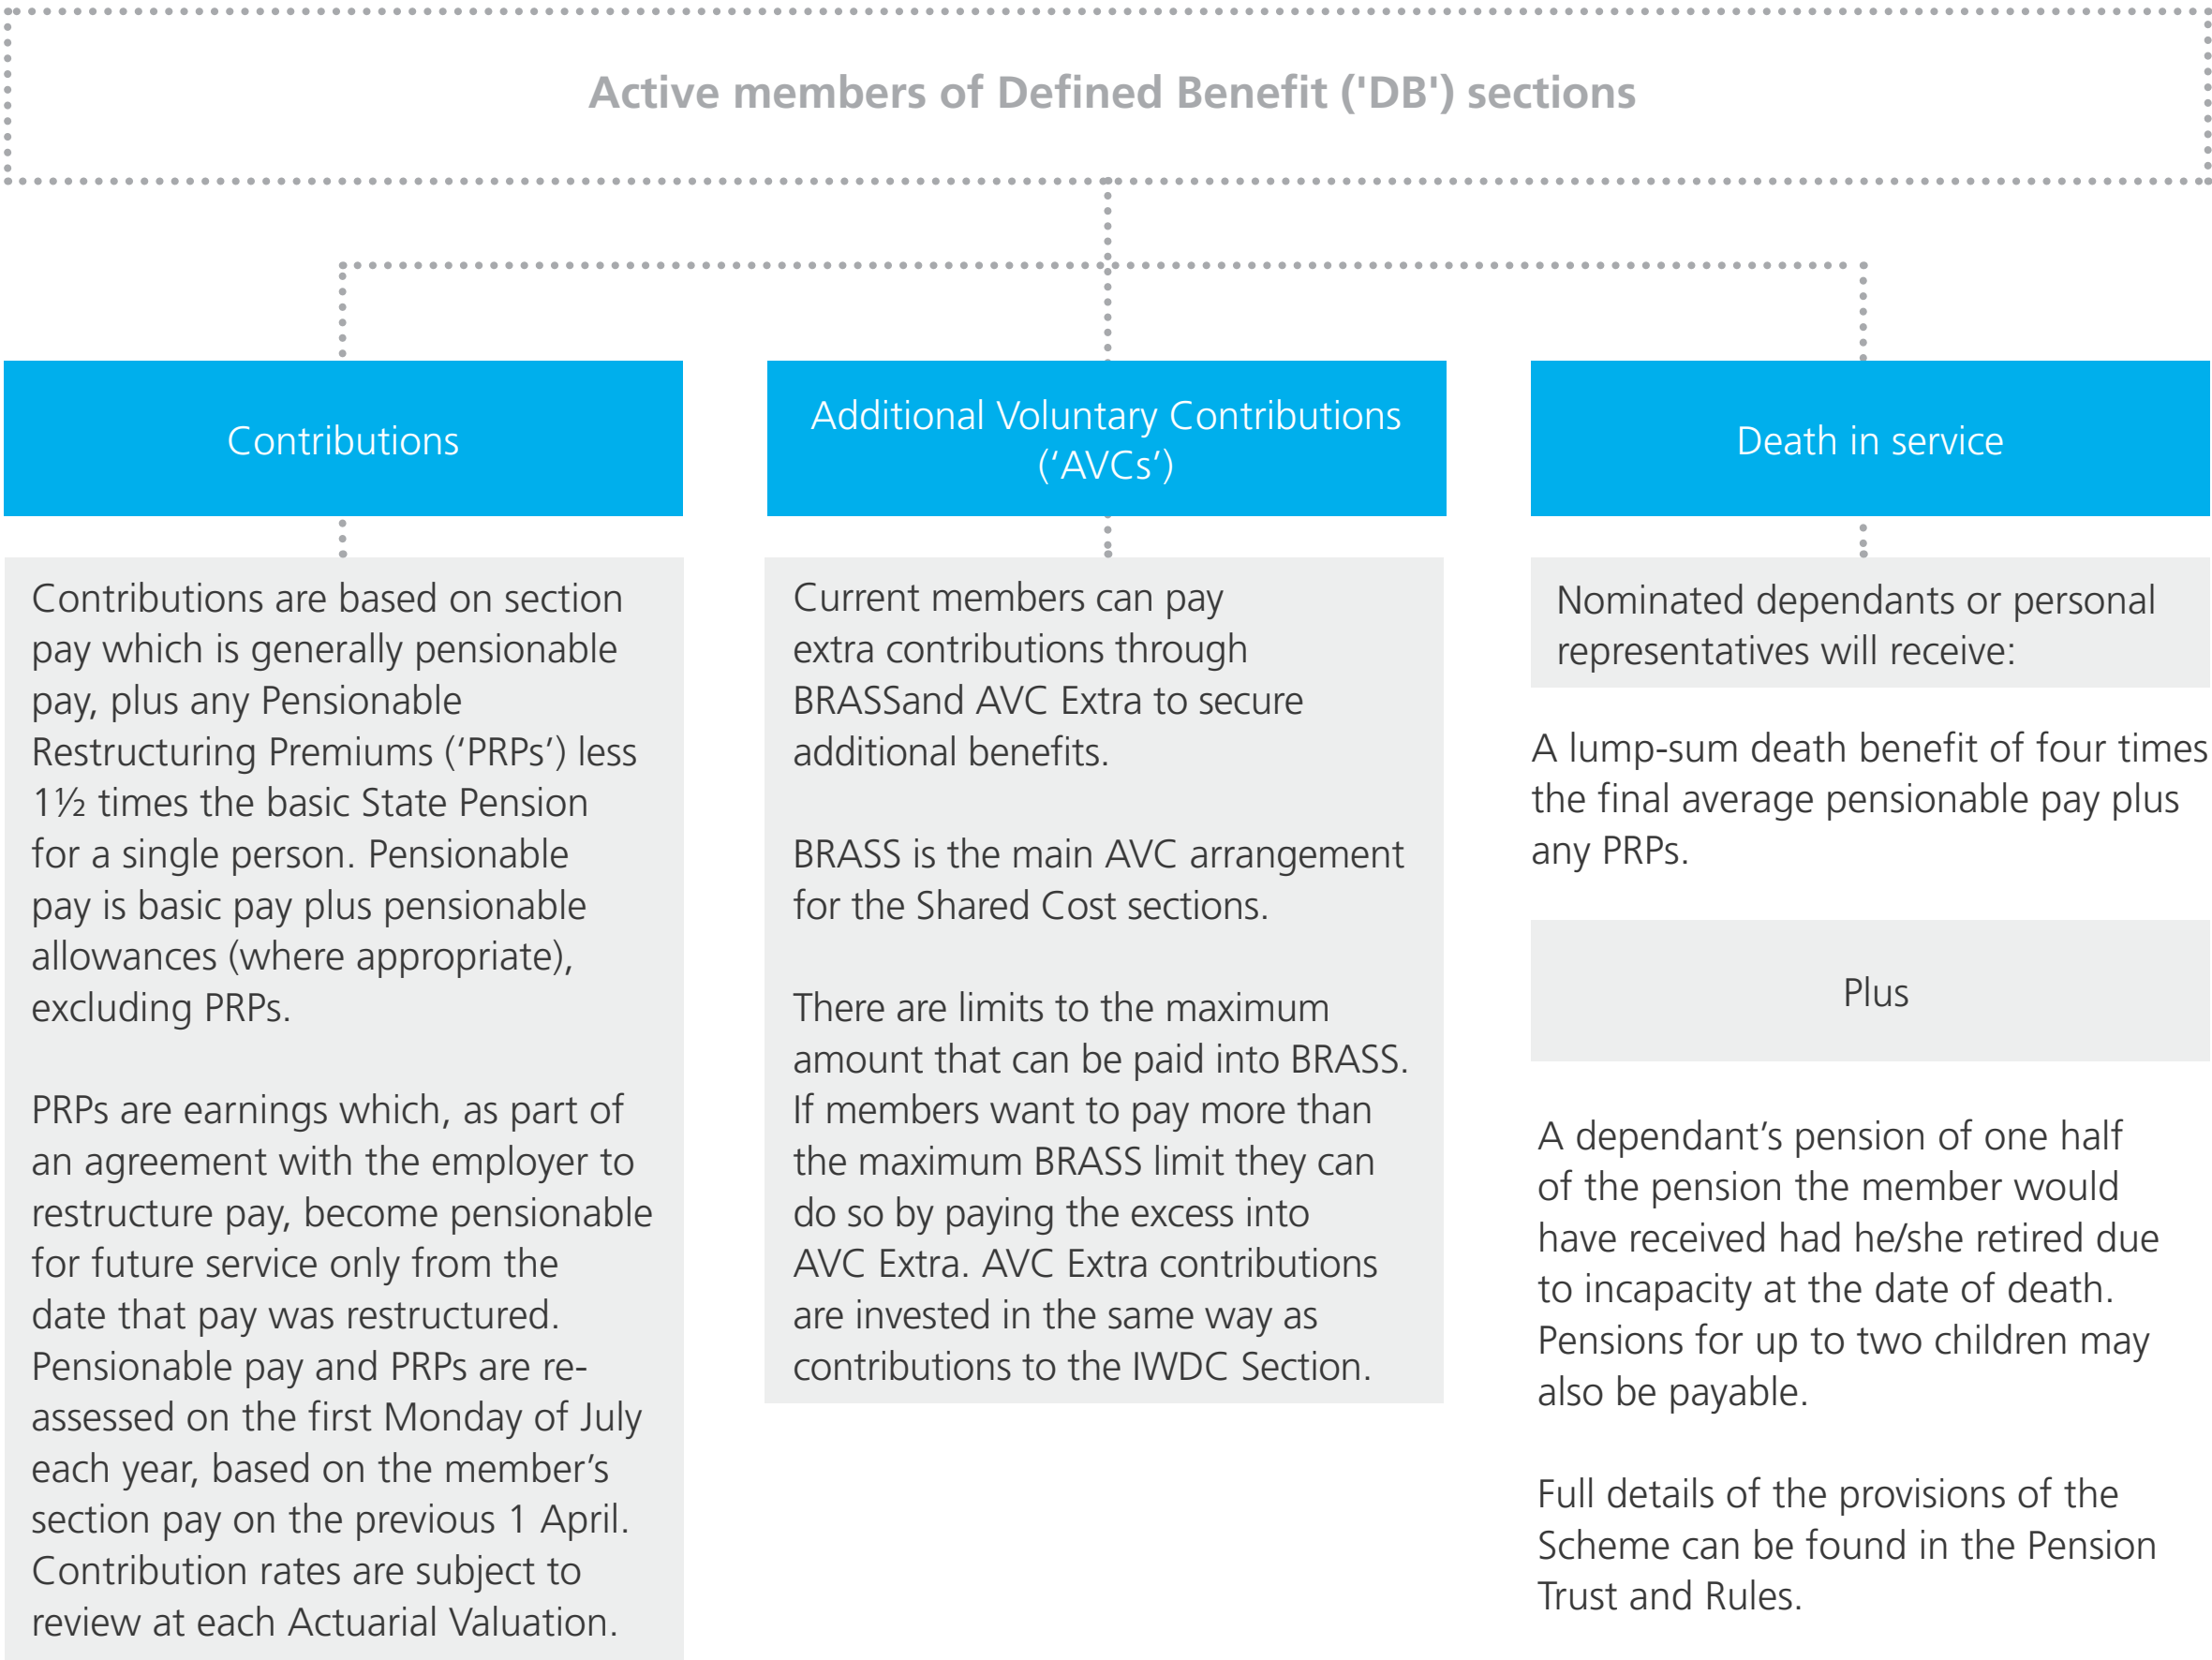 Active members of Defined Benefit ('DB') sections
Contributions
Contributions are based on section
pay which is generally pensionable
pay, plus any Pensionable
Restructuring Premiums (‘PRPs’) less
1½ times the basic State Pension
for a single person. Pensionable
pay is basic pay plus pensionable
allowances (where appropriate),
excluding PRPs.
PRPs are earnings which, as part of
an agreement with the employer to
restructure pay, become pensionable
for future service only from the
date that pay was restructured.
Pensionable pay and PRPs are re-
assessed on the first Monday of July
each year, based on the member’s
section pay on the previous 1 April.
Contribution rates are subject to
review at each Actuarial Valuation.
Additional Voluntary Contributions
(‘AVCs’)
Current members can pay
extra contributions through
BRASSand AVC Extra to secure
additional benefits.
BRASS is the main AVC arrangement
for the Shared Cost sections.
There are limits to the maximum
amount that can be paid into BRASS.
If members want to pay more than
the maximum BRASS limit they can
do so by paying the excess into
AVC Extra. AVC Extra contributions
are invested in the same way as
contributions to the IWDC Section.
Death in service
Nominated dependants or personal
representatives will receive:
A lump-sum death benefit of four times
the final average pensionable pay plus
any PRPs.
Plus
A dependant’s pension of one half
of the pension the member would
have received had he/she retired due
to incapacity at the date of death.
Pensions for up to two children may
also be payable.
Full details of the provisions of the
Scheme can be found in the Pension
Trust and Rules.